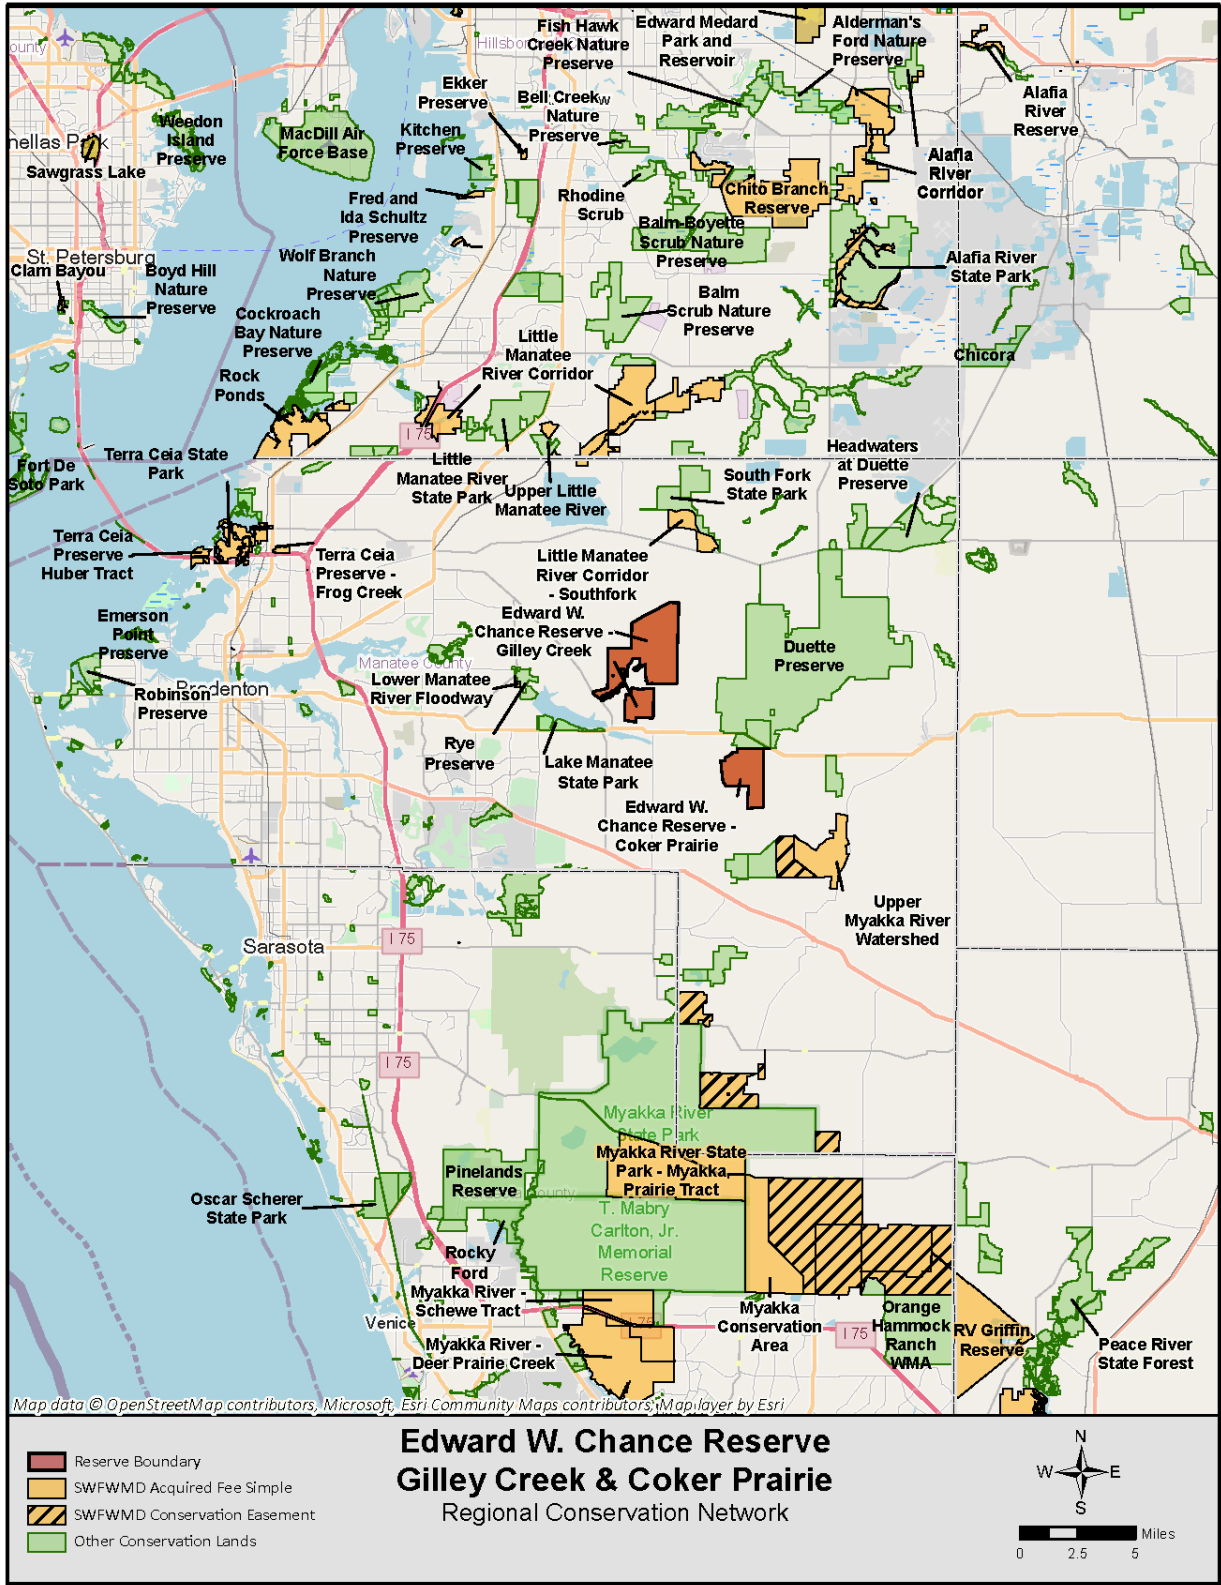 Fish Hawk
Creek Nature
Preserve
Edward Medard
Park and
Reservoir
Alderman's
Ford Nature
Preserve
ounty
Hillsbor
Ekker
Preserve
Bell Creek
Nature
Preserve
Alafia
River
Reserve
Weedon
Island
Preserve
MacDill Air
Force Base
Kitchen
Preserve
nellas Park
Sawgrass Lake
Alafia
River
Corridor
Rhodine
Scrub
Chito Branch
Reserve
Fred and
Ida Schultz
Preserve
Balm-Boyette
Scrub Nature
Preserve
St. Petersburg
Clam Bayou
Boyd Hill
Nature
Preserve
Wolf Branch
Nature
Preserve
Alafia River
State Park
Balm
Scrub Nature
Preserve
Cockroach
Bay Nature
Preserve
Little
Manatee
River Corridor
Chicora
Rock
Ponds
I 75
Terra Ceia State
Park
Fort De
Soto Park
Little
Manatee River
State Park
Upper Little
Manatee River
South Fork
State Park
Headwaters
at Duette
Preserve
Terra Ceia
Preserve
Huber Tract
Terra Ceia
Preserve -
Frog Creek
Little Manatee
River Corridor
- Southfork
Emerson
Point
Preserve
Edward W.
Chance Reserve -
Gilley Creek
Duette
Preserve
Manatee County
Lower Manatee
River Floodway
Bradenton
Robinson
Preserve
Rye
Preserve
Lake Manatee
State Park
Edward W.
Chance Reserve -
Coker Prairie
Upper
Myakka River
Watershed
Sarasota
I 75
I 75
Myakka River
State Park
Myakka River State
Park - Myakka
Prairie Tract
Pinelands
Reserve
County
Oscar Scherer
State Park
T. Mabry
Carlton, Jr.
Memorial
Reserve
Rocky
Ford
Myakka River -
Schewe Tract
Venice
I 75
Myakka
Conservation
Area
I 75
Orange
Hammock
Ranch
WMA
RV Griffin
Reserve
Peace River
State Forest
Myakka River -
Deer Prairie Creek
Map data © OpenStreetMap contributors, Microsoft, Esri Community Maps contributors, Map layer by Esri
Edward W. Chance Reserve
Gilley Creek & Coker Prairie
Regional Conservation Network
Reserve Boundary
SWFWMD Acquired Fee Simple
SWFWMD Conservation Easement
Other Conservation Lands
N
W E
S
Miles
0 2.5 5